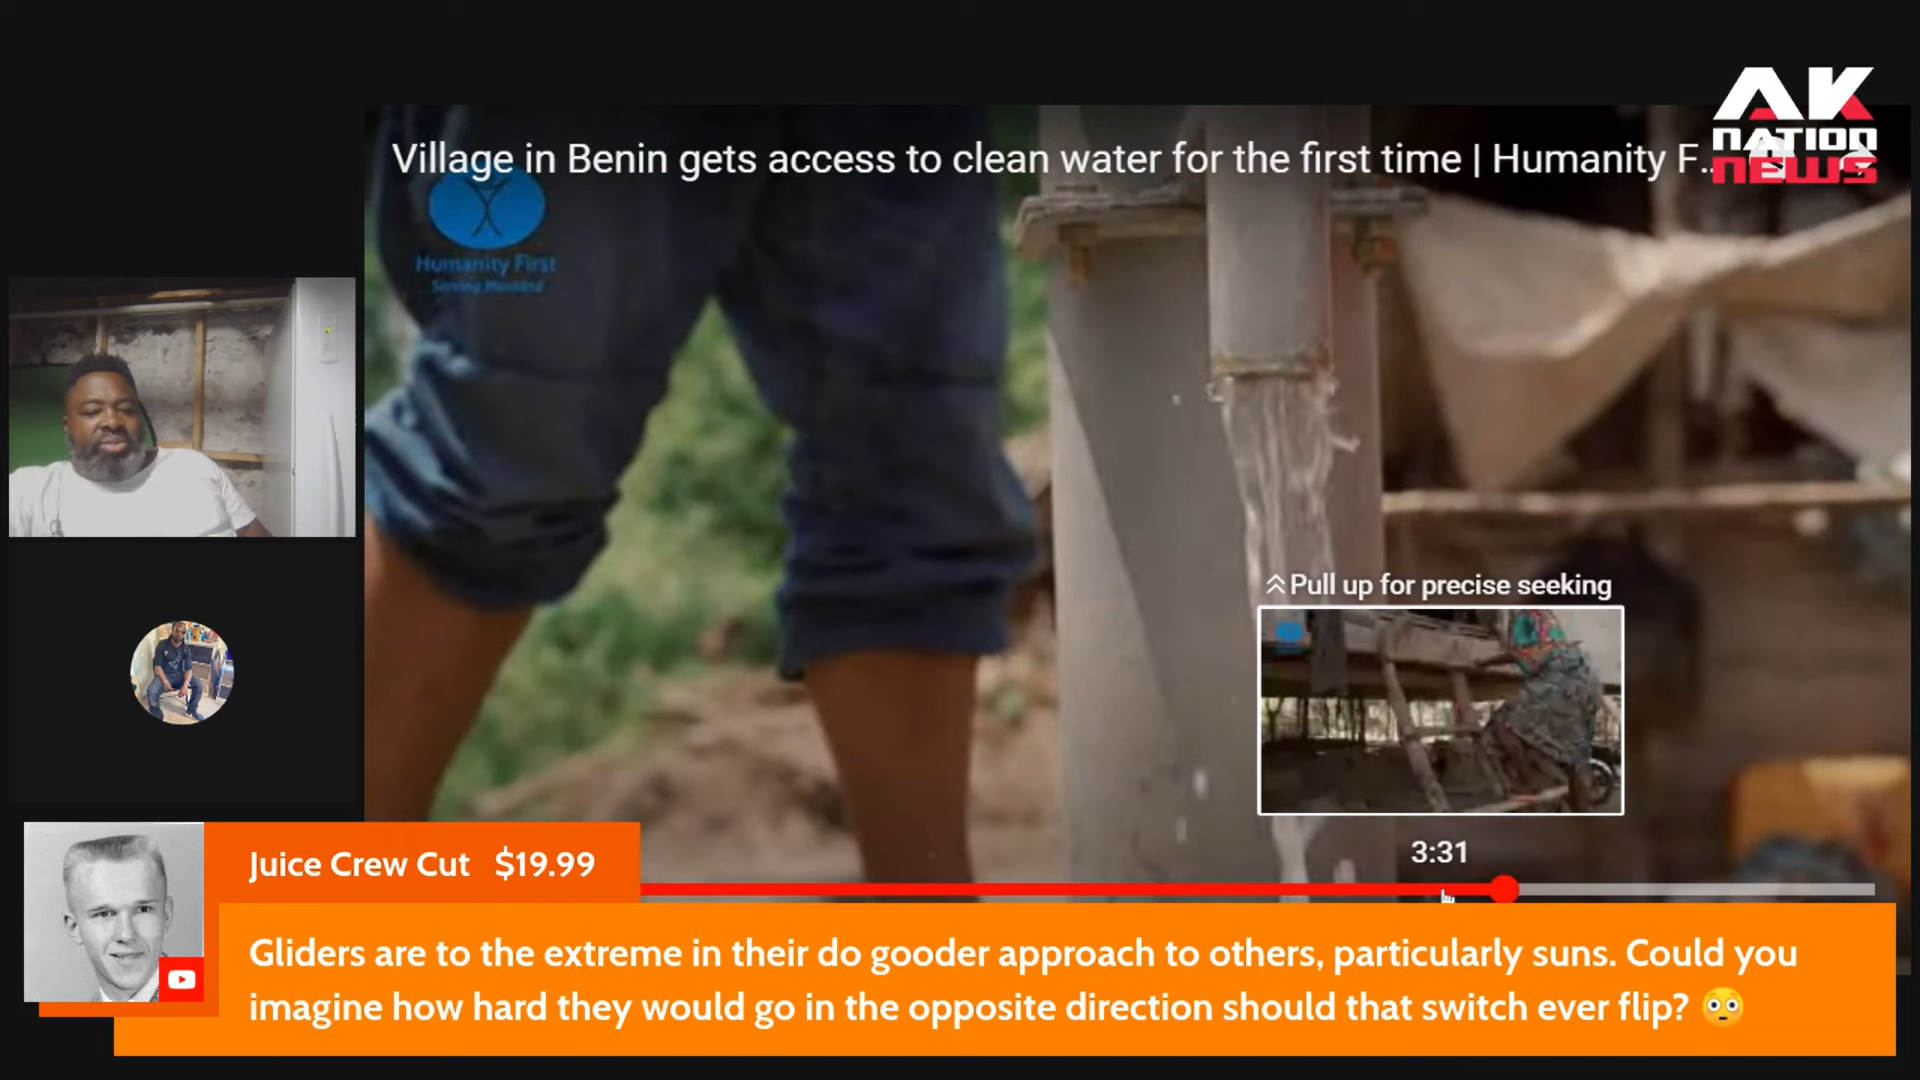 AK
NATION
NEWS
Village in Benin gets access to clean water for the first time | Humanity F...
Humanity First
Serving Mankind
Pull up for precise seeking
3:31
Juice Crew Cut $19.99
Gliders are to the extreme in their do gooder approach to others, particularly suns. Could you
imagine how hard they would go in the opposite direction should that switch ever flip? 😳